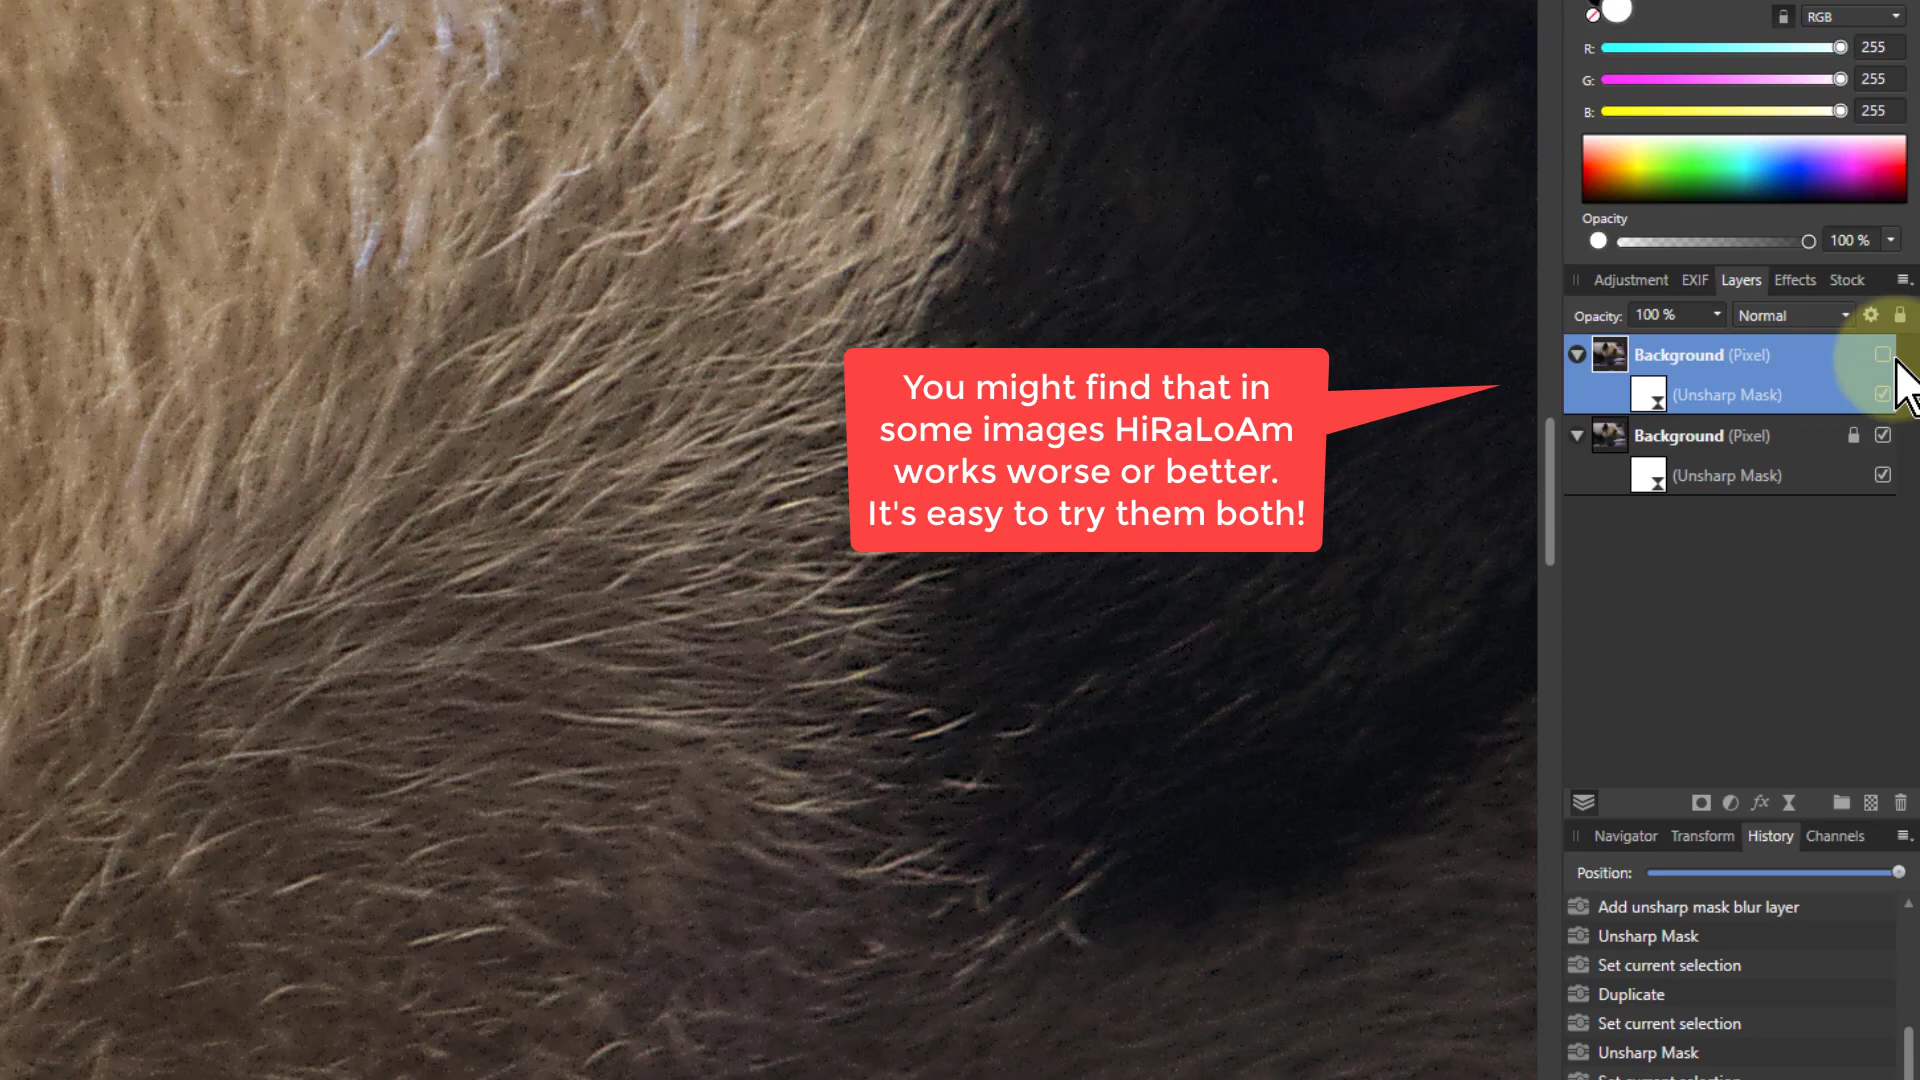 RGB
R: 255
G: 255
B: 255
Opacity
100 %
Adjustment EXIF Layers Effects Stock
Opacity: 100 % Normal
Background (Pixel)
(Unsharp Mask)
Background (Pixel)
(Unsharp Mask)
You might find that in
some images HiRaLoAm
works worse or better.
It's easy to try them both!
fx
Navigator Transform History Channels
Position:
Add unsharp mask blur layer
Unsharp Mask
Set current selection
Duplicate
Set current selection
Unsharp Mask